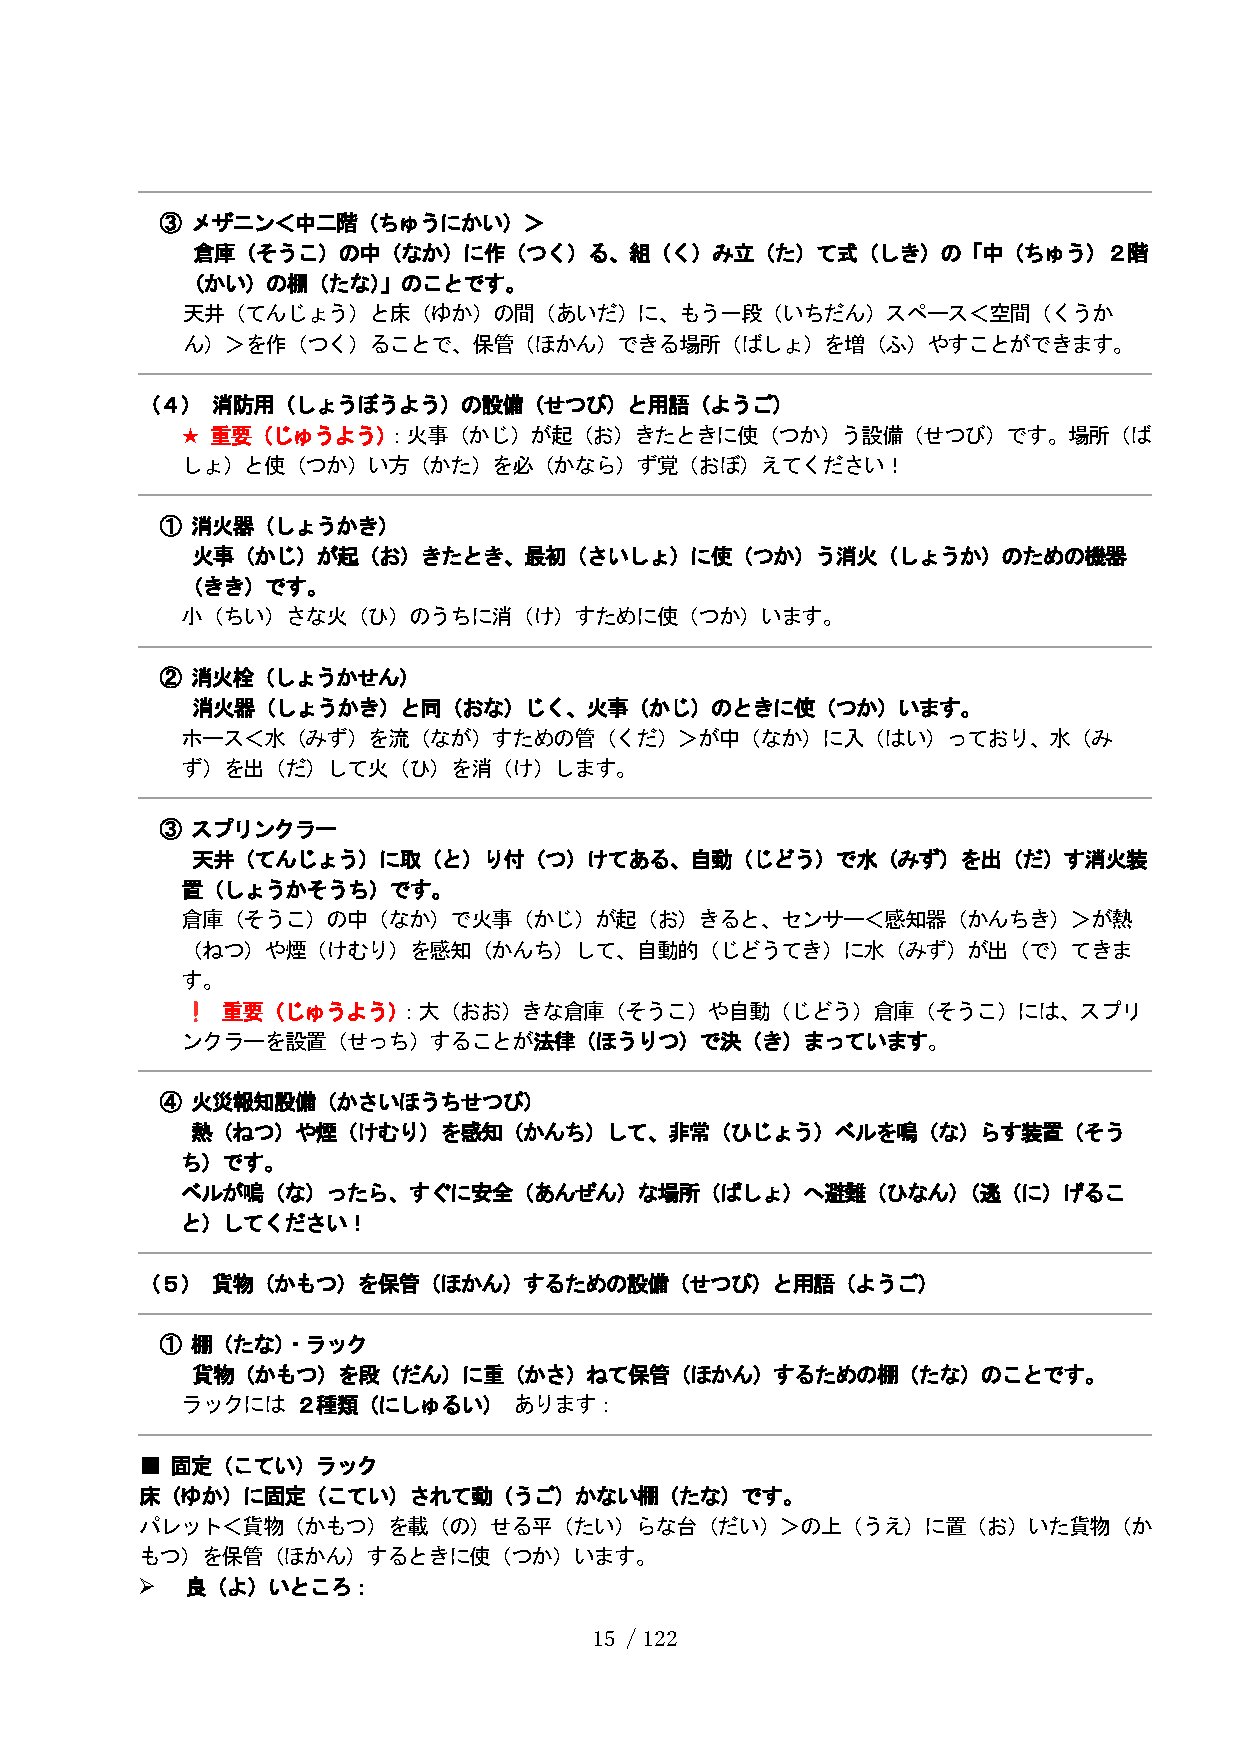 ③ メザニン＜中二階（ちゅうにかい）＞
倉庫（そうこ）の中（なか）に作（つく）る、組（く）み立（た）て式（しき）の「中（ちゅう）２階
（かい）の棚（たな）」のことです。
天井（てんじょう）と床（ゆか）の間（あいだ）に、もう一段（いちだん）スペース＜空間（くうか
ん）＞を作（つく）ることで、保管（ほかん）できる場所（ばしょ）を増（ふ）やすことができます。
（４） 消防用（しょうぼうよう）の設備（せつび）と用語（ようご）
★ 重要（じゅうよう）：火事（かじ）が起（お）きたときに使（つか）う設備（せつび）です。場所（ば
しょ）と使（つか）い方（かた）を必（かなら）ず覚（おぼ）えてください！
① 消火器（しょうかき）
火事（かじ）が起（お）きたとき、最初（さいしょ）に使（つか）う消火（しょうか）のための機器
（きき）です。
小（ちい）さな火（ひ）のうちに消（け）すために使（つか）います。
② 消火栓（しょうかせん）
消火器（しょうかき）と同（おな）じく、火事（かじ）のときに使（つか）います。
ホース＜水（みず）を流（なが）すための管（くだ）＞が中（なか）に入（はい）っており、水（み
ず）を出（だ）して火（ひ）を消（け）します。
③ スプリンクラー
天井（てんじょう）に取（と）り付（つ）けてある、自動（じどう）で水（みず）を出（だ）す消火装
置（しょうかそうち）です。
倉庫（そうこ）の中（なか）で火事（かじ）が起（お）きると、センサー＜感知器（かんちき）＞が熱
（ねつ）や煙（けむり）を感知（かんち）して、自動的（じどうてき）に水（みず）が出（で）てきま
す。
❗ 重要（じゅうよう）：大（おお）きな倉庫（そうこ）や自動（じどう）倉庫（そうこ）には、スプリ
ンクラーを設置（せっち）することが法律（ほうりつ）で決（き）まっています。
④ 火災報知設備（かさいほうちせつび）
熱（ねつ）や煙（けむり）を感知（かんち）して、非常（ひじょう）ベルを鳴（な）らす装置（そう
ち）です。
ベルが鳴（な）ったら、すぐに安全（あんぜん）な場所（ばしょ）へ避難（ひなん）（逃（に）げるこ
と）してください！
（５） 貨物（かもつ）を保管（ほかん）するための設備（せつび）と用語（ようご）
① 棚（たな）・ラック
貨物（かもつ）を段（だん）に重（かさ）ねて保管（ほかん）するための棚（たな）のことです。
ラックには ２種類（にしゅるい） あります：
■ 固定（こてい）ラック
床（ゆか）に固定（こてい）されて動（うご）かない棚（たな）です。
パレット＜貨物（かもつ）を載（の）せる平（たい）らな台（だい）＞の上（うえ）に置（お）いた貨物（か
もつ）を保管（ほかん）するときに使（つか）います。
➢ 良（よ）いところ：
15 / 122